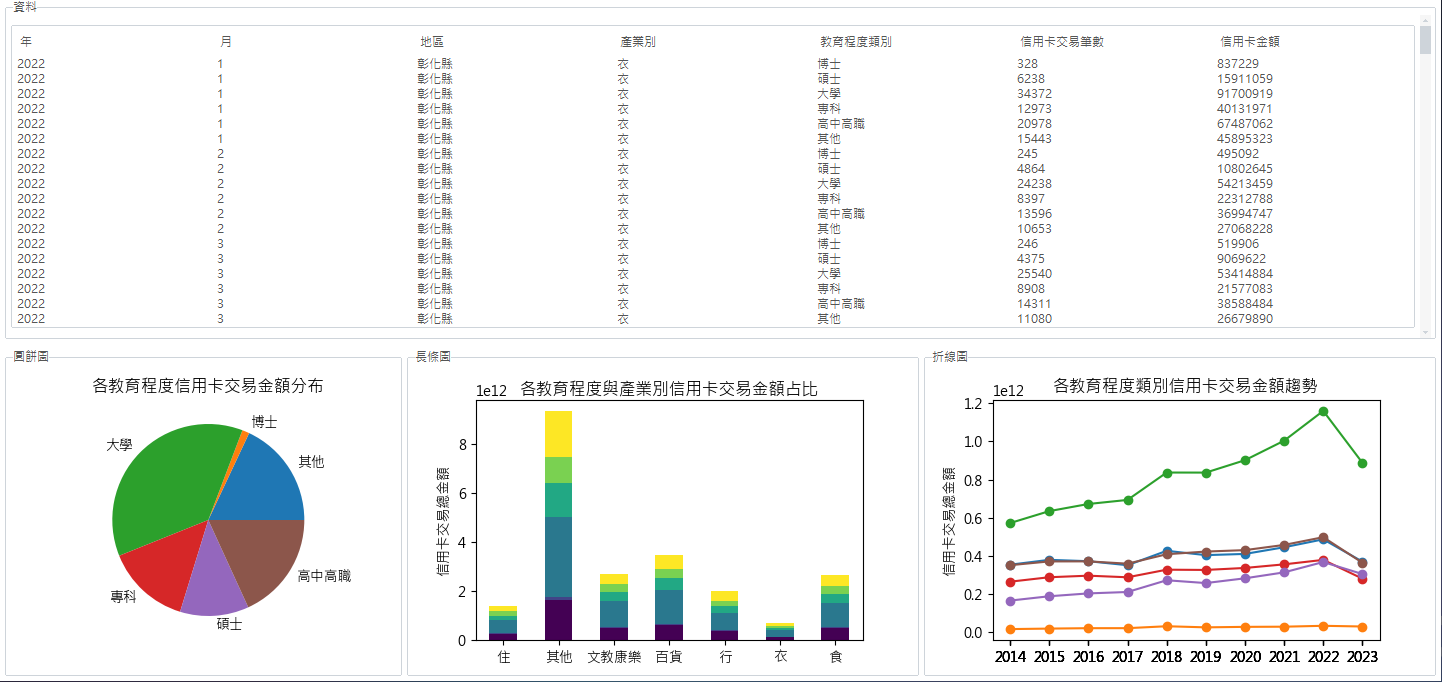 資料
年 月 地區 產業別 教育程度類別 信用卡交易筆數 信用卡金額
2022 1 彰化縣 衣 博士 328 837229
2022 1 彰化縣 衣 碩士 6238 15911059
2022 1 彰化縣 衣 大學 34372 91700919
2022 1 彰化縣 衣 專科 12973 40131971
2022 1 彰化縣 衣 高中高職 20978 67487062
2022 1 彰化縣 衣 其他 15443 45895323
2022 2 彰化縣 衣 博士 245 495092
2022 2 彰化縣 衣 碩士 4864 10802645
2022 2 彰化縣 衣 大學 24238 54213459
2022 2 彰化縣 衣 專科 8397 22312788
2022 2 彰化縣 衣 高中高職 13596 36994747
2022 2 彰化縣 衣 其他 10653 27068228
2022 3 彰化縣 衣 博士 246 519906
2022 3 彰化縣 衣 碩士 4375 9069622
2022 3 彰化縣 衣 大學 25540 53414884
2022 3 彰化縣 衣 專科 8908 21577083
2022 3 彰化縣 衣 高中高職 14311 38588484
2022 3 彰化縣 衣 其他 11080 26679890
圓餅圖
各教育程度信用卡交易金額分布
博士
大學
其他
高中高職
專科
碩士
長條圖
1e12 各教育程度與產業別信用卡交易金額占比
信用卡交易總金額
8
6
4
2
0
住 其他 文教康樂 百貨 行 衣 食
折線圖
1e12 各教育程度類別信用卡交易金額趨勢
信用卡交易總金額
1.2
1.0
0.8
0.6
0.4
0.2
0.0
2014 2015 2016 2017 2018 2019 2020 2021 2022 2023